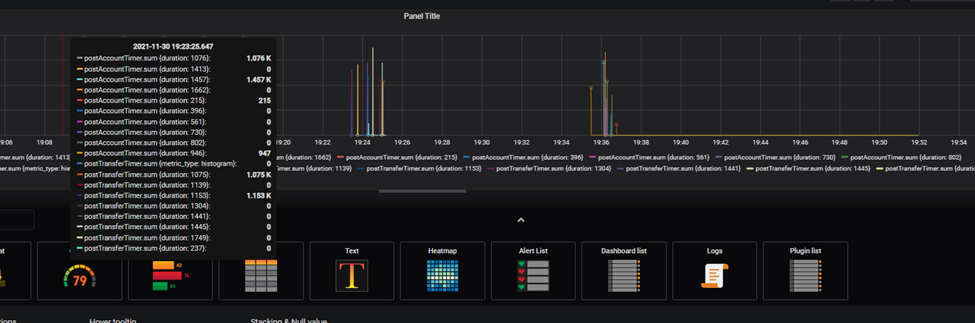 Panel Title
2021-11-30 19:23:25.647
postAccountTimer.sum {duration: 1076}: 1.076 K
postAccountTimer.sum {duration: 1413}: 0
postAccountTimer.sum {duration: 1457}: 1.457 K
postAccountTimer.sum {duration: 1662}: 0
postAccountTimer.sum {duration: 215}: 215
postAccountTimer.sum {duration: 396}: 0
postAccountTimer.sum {duration: 561}: 0
postAccountTimer.sum {duration: 730}: 0
postAccountTimer.sum {duration: 802}: 0
postAccountTimer.sum {duration: 946}: 947
postTransferTimer.sum {metric_type: histogram}: 0
postTransferTimer.sum {duration: 1075}: 1.075 K
postTransferTimer.sum {duration: 1139}: 0
postTransferTimer.sum {duration: 1153}: 1.153 K
postTransferTimer.sum {duration: 1304}: 0
postTransferTimer.sum {duration: 1441}: 0
postTransferTimer.sum {duration: 1445}: 0
postTransferTimer.sum {duration: 1749}: 0
postTransferTimer.sum {duration: 237}: 0
19:06 19:08 19:20 19:22 19:24 19:26 19:28 19:30 19:32 19:34 19:36 19:38 19:40 19:42 19:44 19:46 19:48 19:50 19:52 19:54
Timer.sum {duration: 1413} sum {duration: 1662} postAccountTimer.sum {duration: 215} postAccountTimer.sum {duration: 396} postAccountTimer.sum {duration: 561} postAccountTimer.sum {duration: 730} postAccountTimer.sum {duration: 802}
sum {metric_type: hist {duration: 1139} postTransferTimer.sum {duration: 1153} postTransferTimer.sum {duration: 1304} postTransferTimer.sum {duration: 1441} postTransferTimer.sum {duration: 1445}
at Text Heatmap Alert List Dashboard list Logs Plugin list
79 62 76 43
T
tions Hover tooltip Stacking & Null value